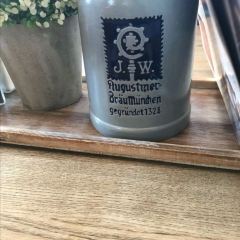 J. W.
Augustiner
Bräu München
gegründet 1328